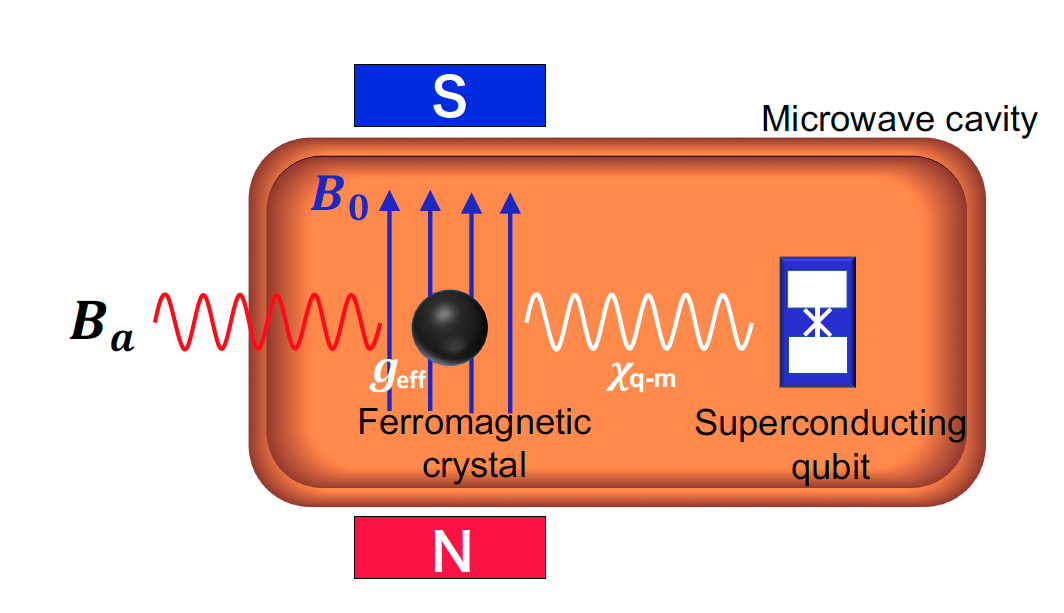 S
Microwave cavity
B0
Ba
geff
χq-m
Ferromagnetic
crystal
Superconducting
qubit
N